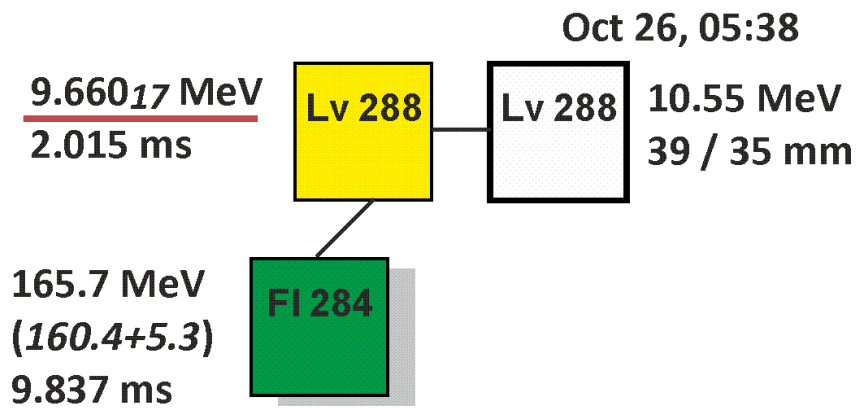 Oct 26, 05:38
9.66017 MeV
2.015 ms
Lv 288
Lv 288
10.55 MeV
39 / 35 mm
165.7 MeV
(160.4+5.3)
9.837 ms
Fl 284